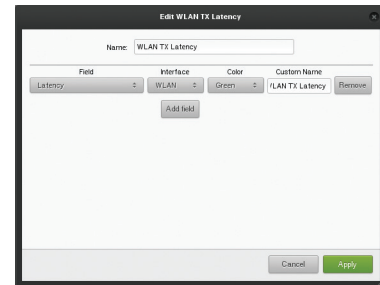 Edit WLAN TX Latency
Name: WLAN TX Latency
Field Interface Color Custom Name
Latency WLAN Green /LAN TX Latency Remove
Add field
Cancel Apply